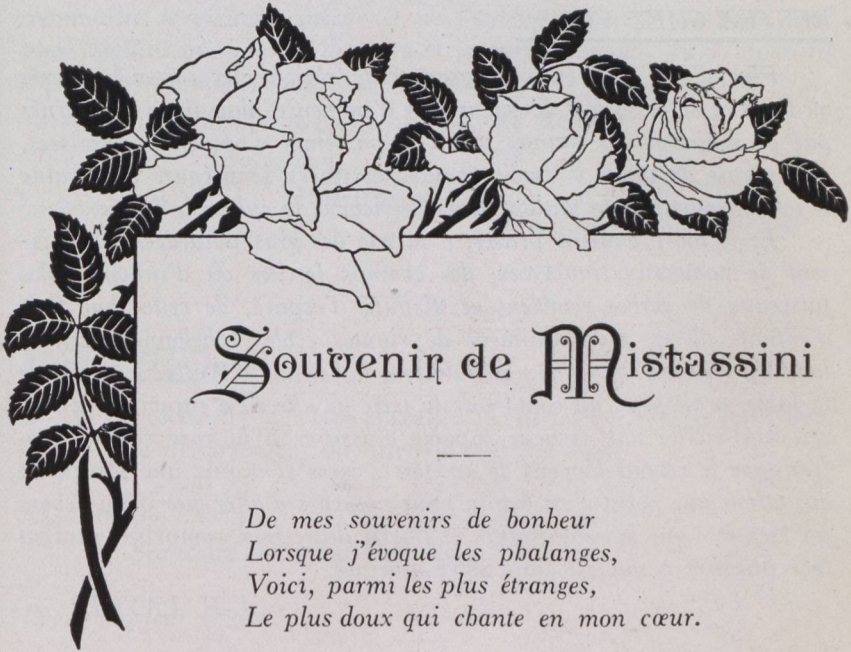 Souvenir de Mistassini
De mes souvenirs de bonheur
Lorsque j'évoque les phalanges,
Voici, parmi les plus étranges,
Le plus doux qui chante en mon cœur.